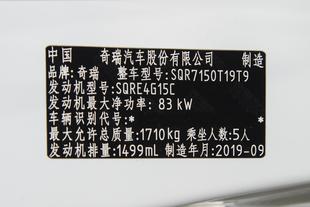 中国 奇瑞汽车股份有限公司 制造
品牌:奇瑞 整车型号:SQR7150T19T9
发动机型号:SQRE4G15C
发动机最大净功率:83kW
车辆识别代号:* *
最大允许总质量:1710kg 乘坐人数:5人
发动机排量:1499mL 制造年月:2019-09